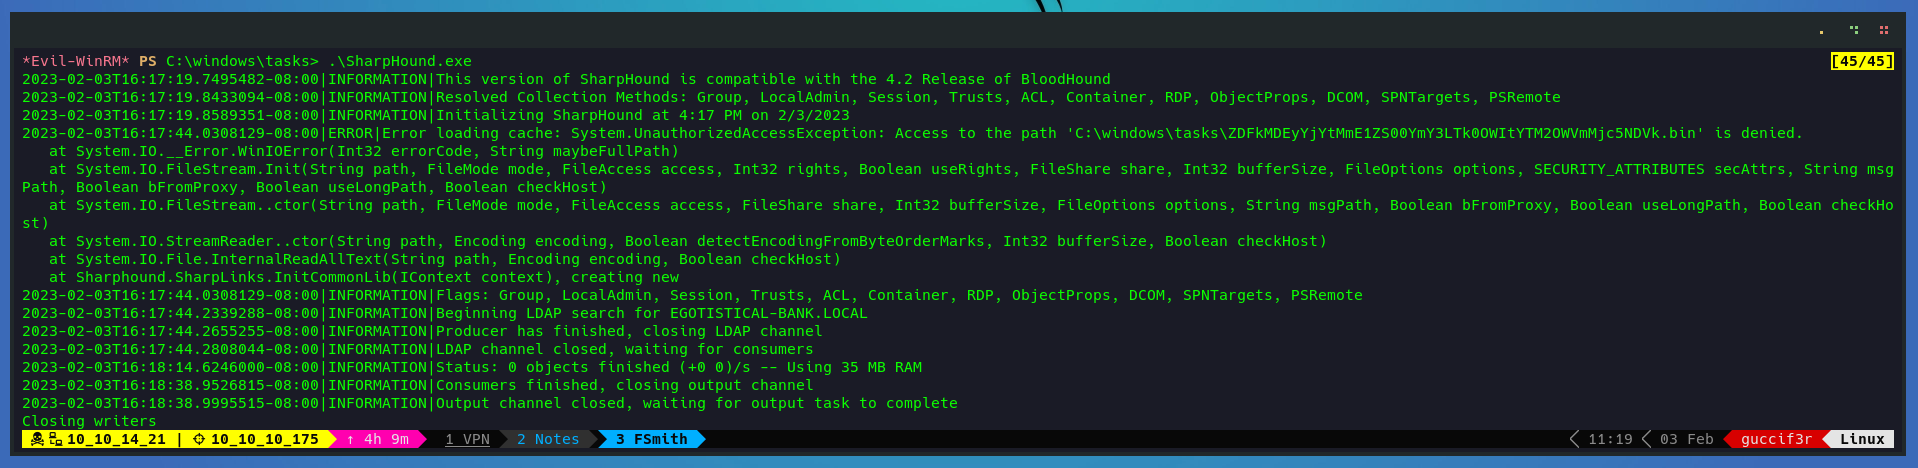 *Evil-WinRM* PS C:\windows\tasks> .\SharpHound.exe [45/45]
2023-02-03T16:17:19.7495482-08:00|INFORMATION|This version of SharpHound is compatible with the 4.2 Release of BloodHound
2023-02-03T16:17:19.8433094-08:00|INFORMATION|Resolved Collection Methods: Group, LocalAdmin, Session, Trusts, ACL, Container, RDP, ObjectProps, DCOM, SPNTargets, PSRemote
2023-02-03T16:17:19.8589351-08:00|INFORMATION|Initializing SharpHound at 4:17 PM on 2/3/2023
2023-02-03T16:17:44.0308129-08:00|ERROR|Error loading cache: System.UnauthorizedAccessException: Access to the path 'C:\windows\tasks\ZDFkMDEyYjYtMmE1ZS00YmY3LTk0OWItYTM2OWVmMjc5NDVk.bin' is denied.
   at System.IO.__Error.WinIOError(Int32 errorCode, String maybeFullPath)
   at System.IO.FileStream.Init(String path, FileMode mode, FileAccess access, Int32 rights, Boolean useRights, FileShare share, Int32 bufferSize, FileOptions options, SECURITY_ATTRIBUTES secAttrs, String msg
Path, Boolean bFromProxy, Boolean useLongPath, Boolean checkHost)
   at System.IO.FileStream..ctor(String path, FileMode mode, FileAccess access, FileShare share, Int32 bufferSize, FileOptions options, String msgPath, Boolean bFromProxy, Boolean useLongPath, Boolean checkHo
st)
   at System.IO.StreamReader..ctor(String path, Encoding encoding, Boolean detectEncodingFromByteOrderMarks, Int32 bufferSize, Boolean checkHost)
   at System.IO.File.InternalReadAllText(String path, Encoding encoding, Boolean checkHost)
   at Sharphound.SharpLinks.InitCommonLib(IContext context), creating new
2023-02-03T16:17:44.0308129-08:00|INFORMATION|Flags: Group, LocalAdmin, Session, Trusts, ACL, Container, RDP, ObjectProps, DCOM, SPNTargets, PSRemote
2023-02-03T16:17:44.2339288-08:00|INFORMATION|Beginning LDAP search for EGOTISTICAL-BANK.LOCAL
2023-02-03T16:17:44.2655255-08:00|INFORMATION|Producer has finished, closing LDAP channel
2023-02-03T16:17:44.2808044-08:00|INFORMATION|LDAP channel closed, waiting for consumers
2023-02-03T16:18:14.6246000-08:00|INFORMATION|Status: 0 objects finished (+0 0)/s -- Using 35 MB RAM
2023-02-03T16:18:38.9526815-08:00|INFORMATION|Consumers finished, closing output channel
2023-02-03T16:18:38.9995515-08:00|INFORMATION|Output channel closed, waiting for output task to complete
Closing writers
10_10_14_21 | 10_10_10_175 ↑ 4h 9m 1 VPN 2 Notes 3 FSmith 11:19 03 Feb guccif3r Linux